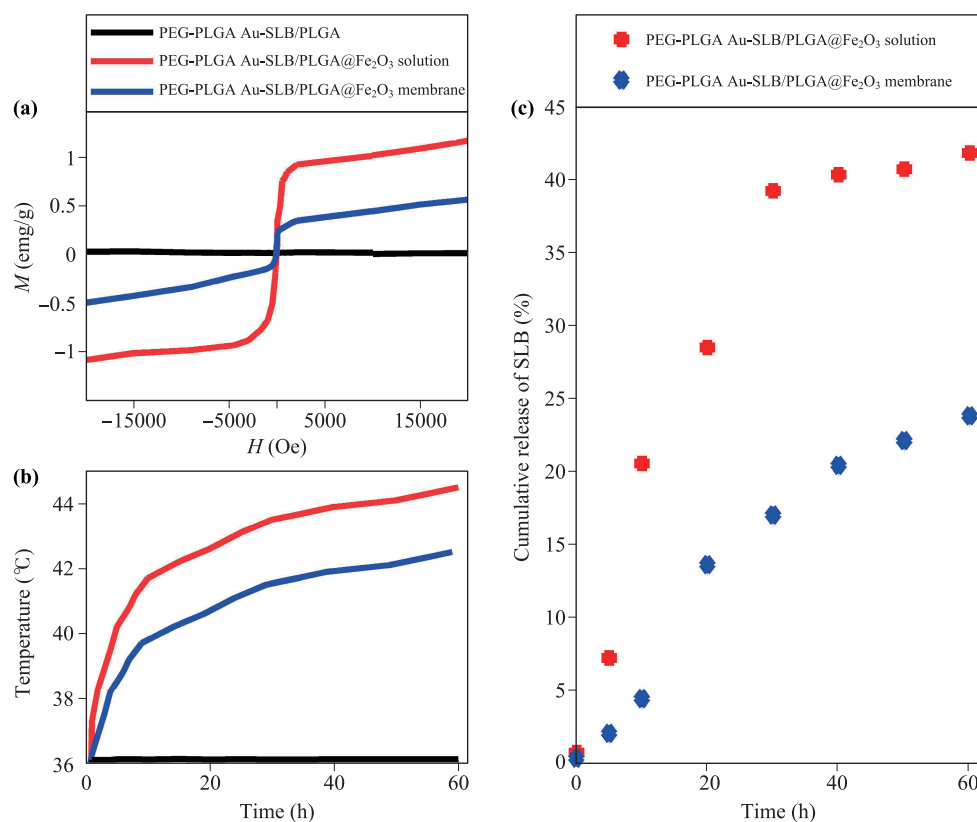 PEG-PLGA Au-SLB/PLGA
PEG-PLGA Au-SLB/PLGA@Fe₂O₃ solution
PEG-PLGA Au-SLB/PLGA@Fe₂O₃ membrane
(a)
1
0.5
0
−0.5
−1
M (emg/g)
−15000
−5000
5000
15000
H (Oe)
(b)
44
42
40
38
36
Temperature (℃)
0
20
40
60
Time (h)
PEG-PLGA Au-SLB/PLGA@Fe₂O₃ solution
PEG-PLGA Au-SLB/PLGA@Fe₂O₃ membrane
(c)
45
40
35
30
25
20
15
10
5
0
Cumulative release of SLB (%)
0
20
40
60
Time (h)